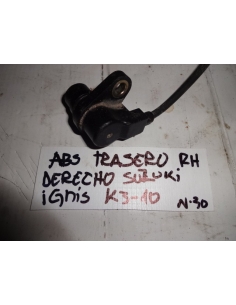 ABS TRASERO RH
DERECHO SUZUKI
iGnis K3-10
N-30